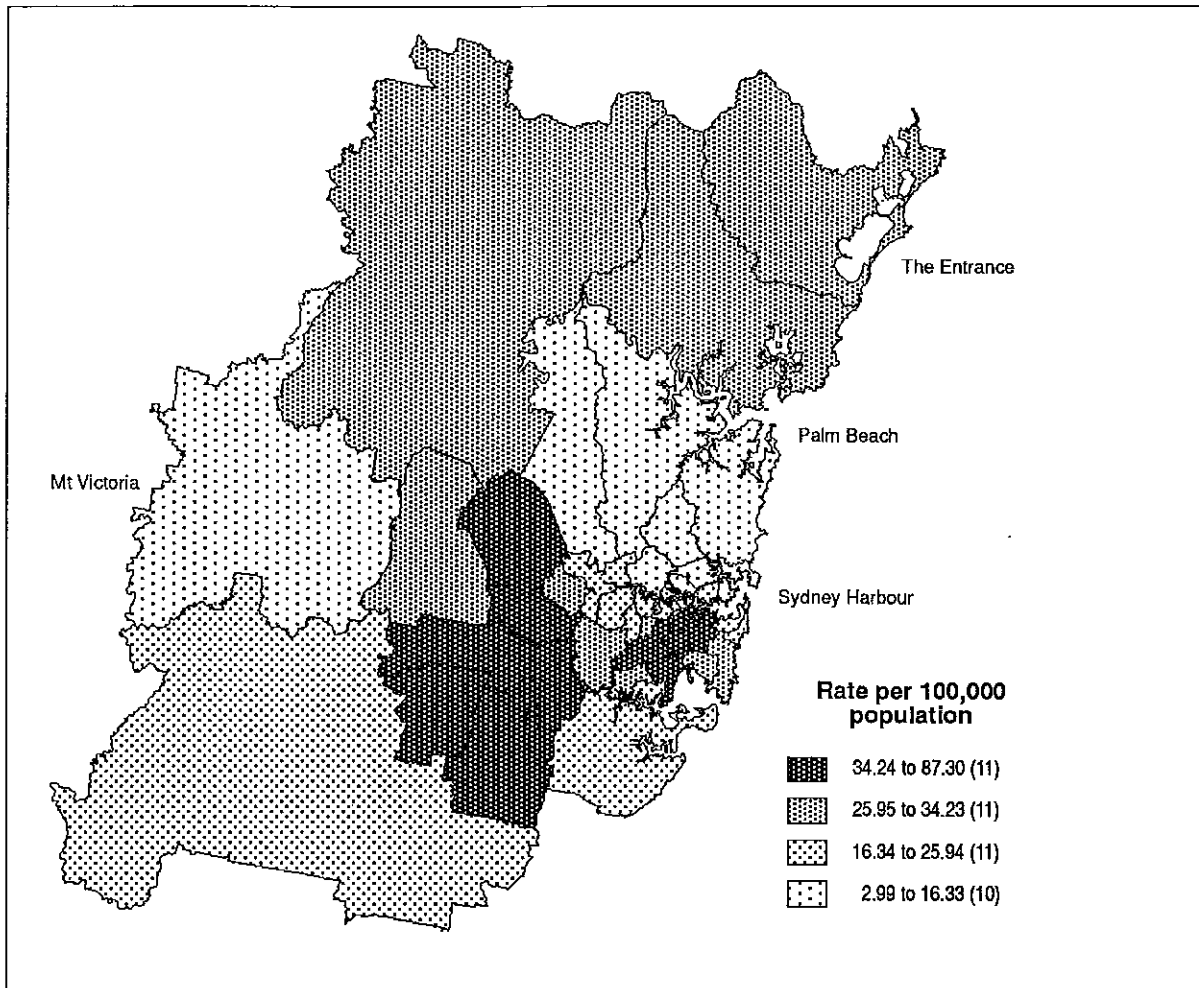 The Entrance
Palm Beach
Mt Victoria
Sydney Harbour
Rate per 100,000
population
34.24 to 87.30 (11)
25.95 to 34.23 (11)
16.34 to 25.94 (11)
2.99 to 16.33 (10)